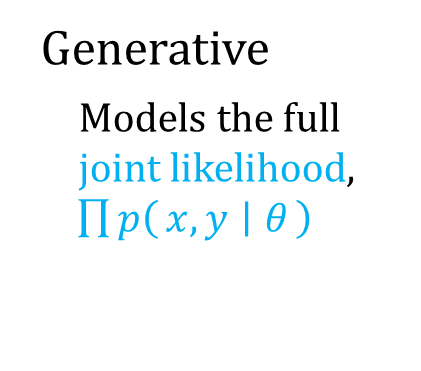 Generative
Models the full
joint likelihood,
∏ p( x, y | θ )